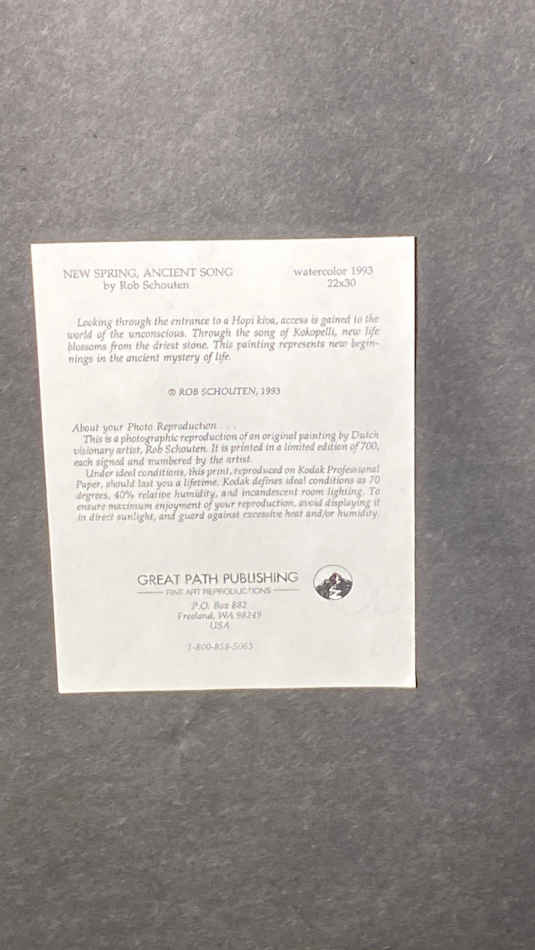 NEW SPRING, ANCIENT SONG watercolor 1993
by Rob Schouten 22x30
Looking through the entrance to a Hopi kiva, access is gained to the
world of the unconscious. Through the song of Kokopelli, new life
blossoms from the driest stone. This painting represents new begin-
nings in the ancient mystery of life.
© ROB SCHOUTEN, 1993
About your Photo Reproduction . . .
This is a photographic reproduction of an original painting by Dutch
visionary artist, Rob Schouten. It is printed in a limited edition of 700,
each signed and numbered by the artist.
Under ideal conditions, this print, reproduced on Kodak Professional
Paper, should last you a lifetime. Kodak defines ideal conditions as 70
degrees, 40% relative humidity, and incandescent room lighting. To
ensure maximum enjoyment of your reproduction, avoid displaying it
in direct sunlight, and guard against excessive heat and/or humidity.
GREAT PATH PUBLISHING
FINE ART REPRODUCTIONS
P.O. Box 882
Freeland, WA 98249
USA
1-800-858-5063